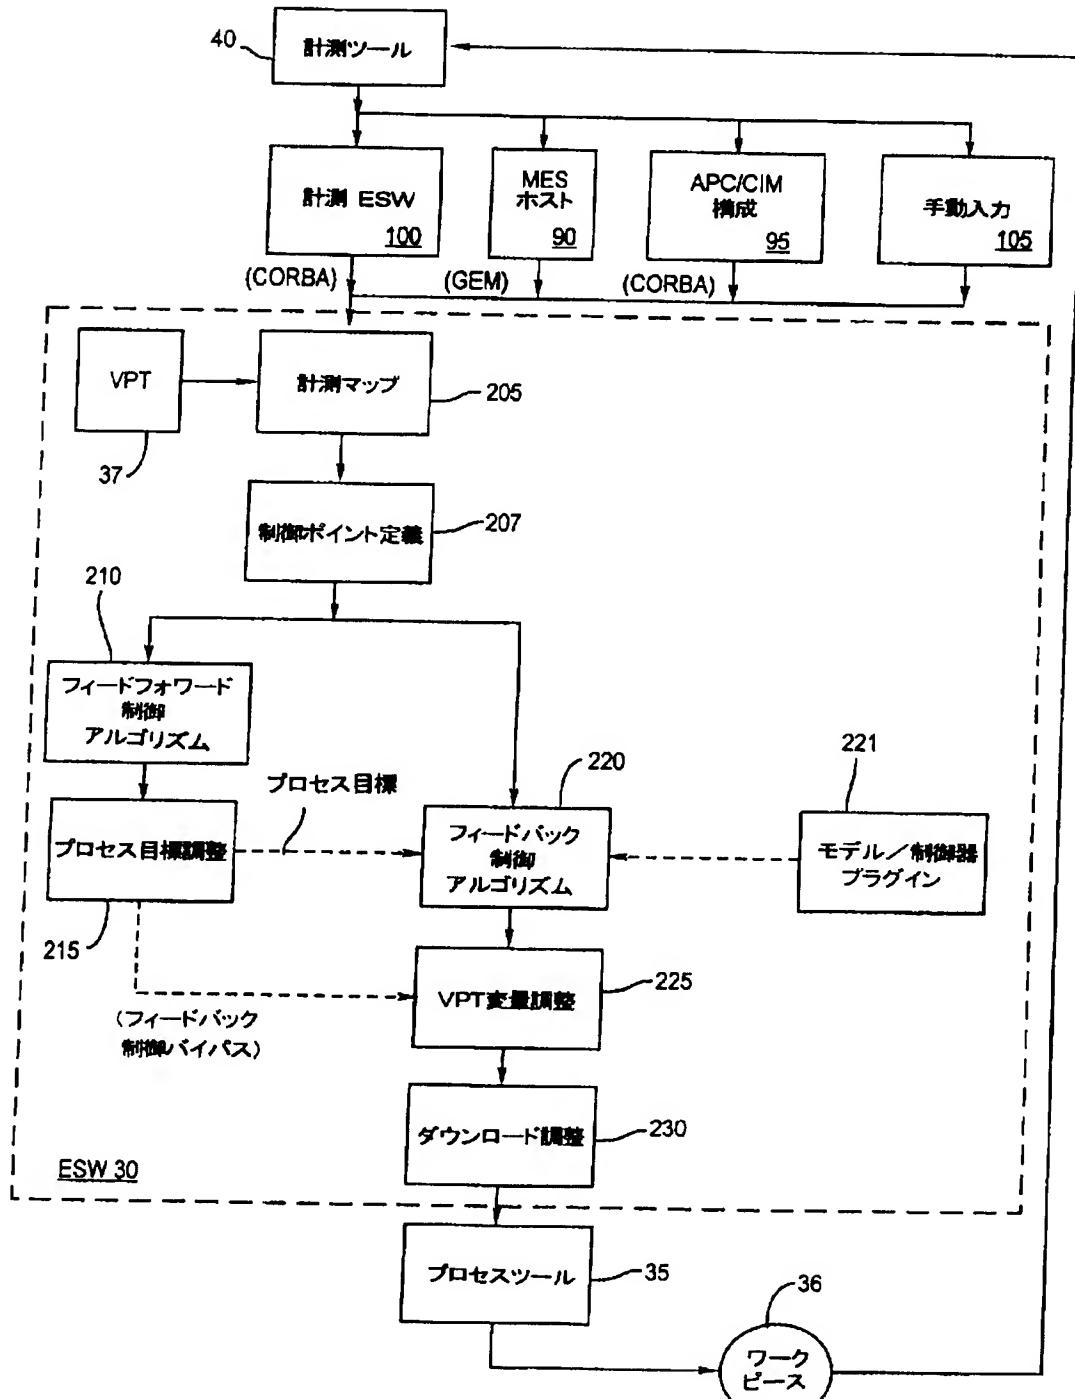 40
計測ツール
計測 ESW
100
MES
ホスト
90
APC/CIM
構成
95
手動入力
105
(CORBA)
(GEM)
(CORBA)
VPT
37
計測マップ
205
制御ポイント定義
207
210
フィードフォワード
制御
アルゴリズム
プロセス目標
220
221
プロセス目標調整
215
フィードバック
制御
アルゴリズム
モデル／制御器
プラグイン
(フィードバック
制御バイパス)
VPT変量調整
225
ダウンロード調整
230
ESW 30
プロセスツール
35
36
ワーク
ピース